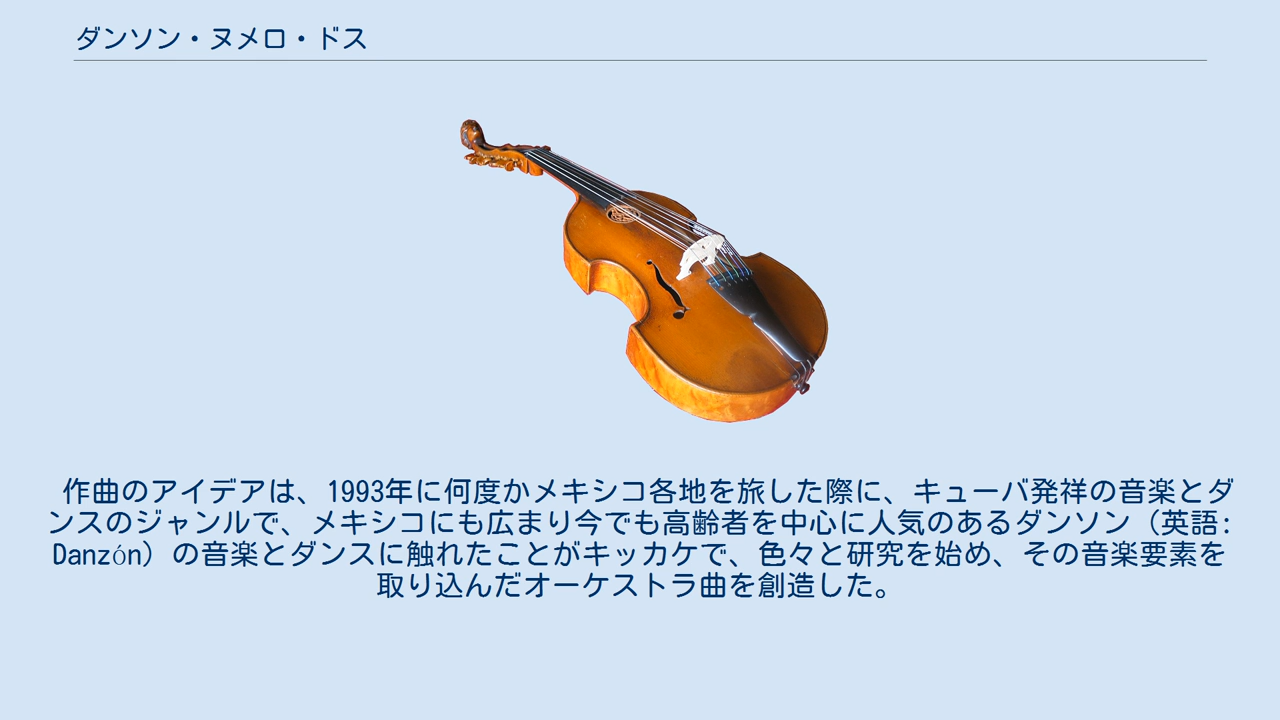 ダンソン・ヌメロ・ドス
作曲のアイデアは、1993年に何度かメキシコ各地を旅した際に、キューバ発祥の音楽とダ
ンスのジャンルで、メキシコにも広まり今でも高齢者を中心に人気のあるダンソン（英語:
Danzón）の音楽とダンスに触れたことがキッカケで、色々と研究を始め、その音楽要素を
取り込んだオーケストラ曲を創造した。